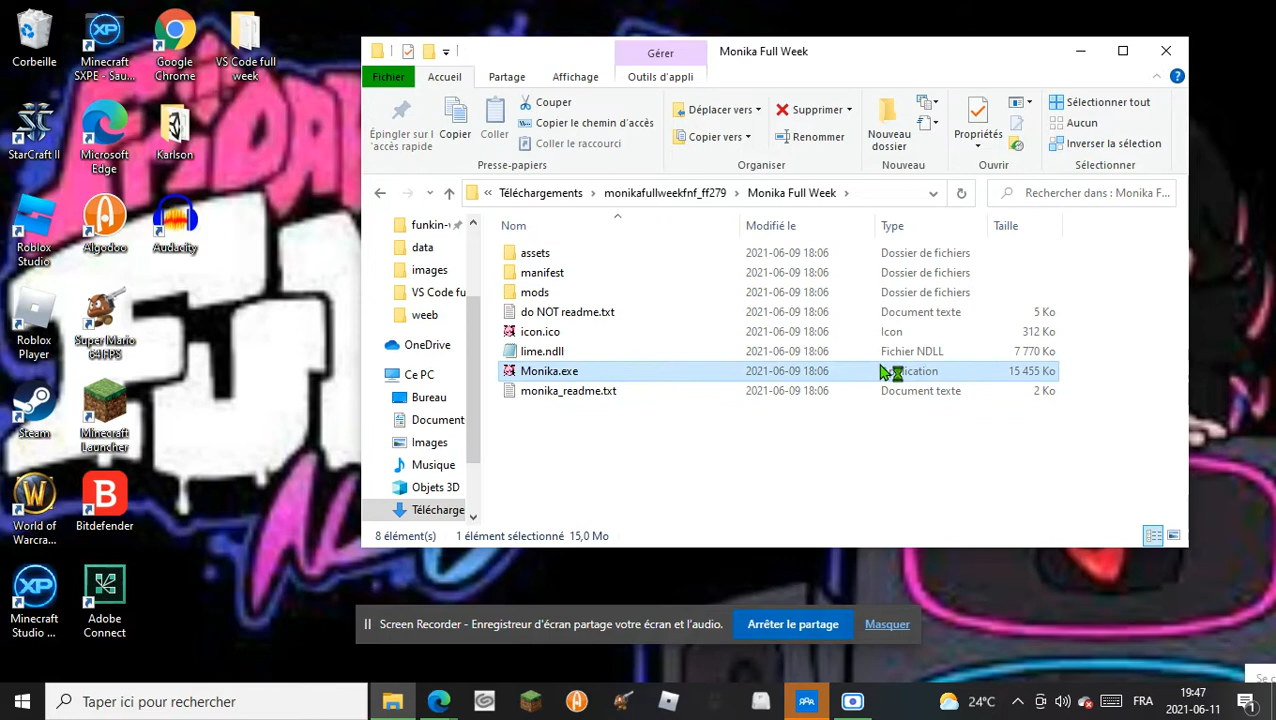 Corbeille
Minecraft
SXPE - Sau...
Google
Chrome
VS Code full
week
StarCraft II
Microsoft
Edge
Karlson
Roblox
Studio
Algodoo
Audacity
Roblox
Player
Super Mario
64! FPS!
Steam
Minecraft
Launcher
World of
Warcra...
Bitdefender
Minecraft
Studio ...
Adobe
Connect
Gérer
Monika Full Week
Fichier
Accueil
Partage
Affichage
Outils d'appli
Épingler sur l
accès rapide
Copier
Coller
Couper
Copier le chemin d'accès
Coller le raccourci
Presse-papiers
Déplacer vers
Copier vers
Supprimer
Renommer
Organiser
Nouveau
dossier
Nouveau
Propriétés
Ouvrir
Sélectionner tout
Aucun
Inverser la sélection
Sélectionner
« Téléchargements > monikafullweekfnf_ff279 > Monika Full Week >
Rechercher dans : Monika F...
Nom Modifié le Type Taille
funkin-
data
images
VS Code fu
weeb
OneDrive
Ce PC
Bureau
Document
Images
Musique
Objets 3D
Télécharge
assets 2021-06-09 18:06 Dossier de fichiers
manifest 2021-06-09 18:06 Dossier de fichiers
mods 2021-06-09 18:06 Dossier de fichiers
do NOT readme.txt 2021-06-09 18:06 Document texte 5 Ko
icon.ico 2021-06-09 18:06 Icon 312 Ko
lime.ndll 2021-06-09 18:06 Fichier NDLL 7 770 Ko
Monika.exe 2021-06-09 18:06 15 455 Ko
monika_readme.txt 2021-06-09 18:06 Document texte 2 Ko
8 élément(s) 1 élément sélectionné 15,0 Mo
Screen Recorder – Enregistreur d'écran partage votre écran et l'audio.
Arrêter le partage
Masquer
Taper ici pour rechercher
24°C
FRA
19:47
2021-06-11
1